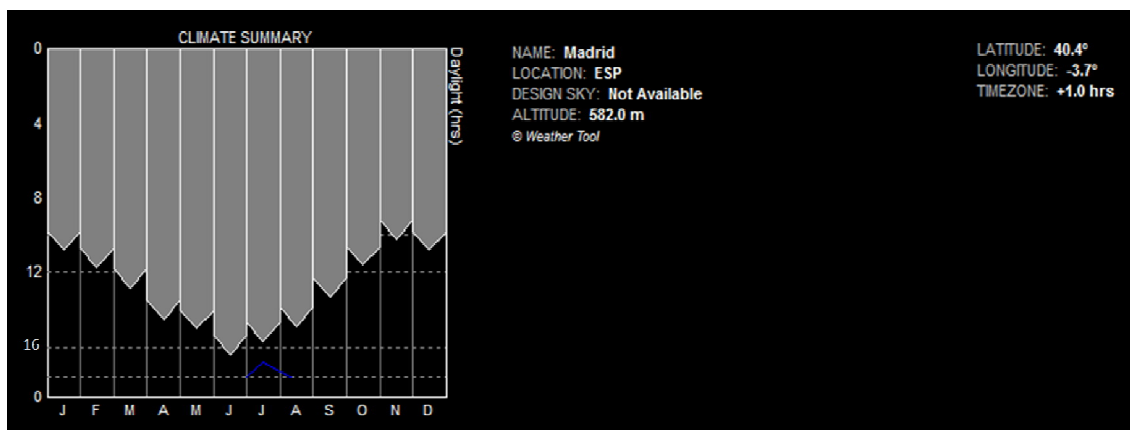 CLIMATE SUMMARY
0
4
8
12
16
0
J F M A M J J A S O N D
Daylight (hrs)
NAME: Madrid
LOCATION: ESP
DESIGN SKY: Not Available
ALTITUDE: 582.0 m
© Weather Tool
LATITUDE: 40.4°
LONGITUDE: -3.7°
TIMEZONE: +1.0 hrs